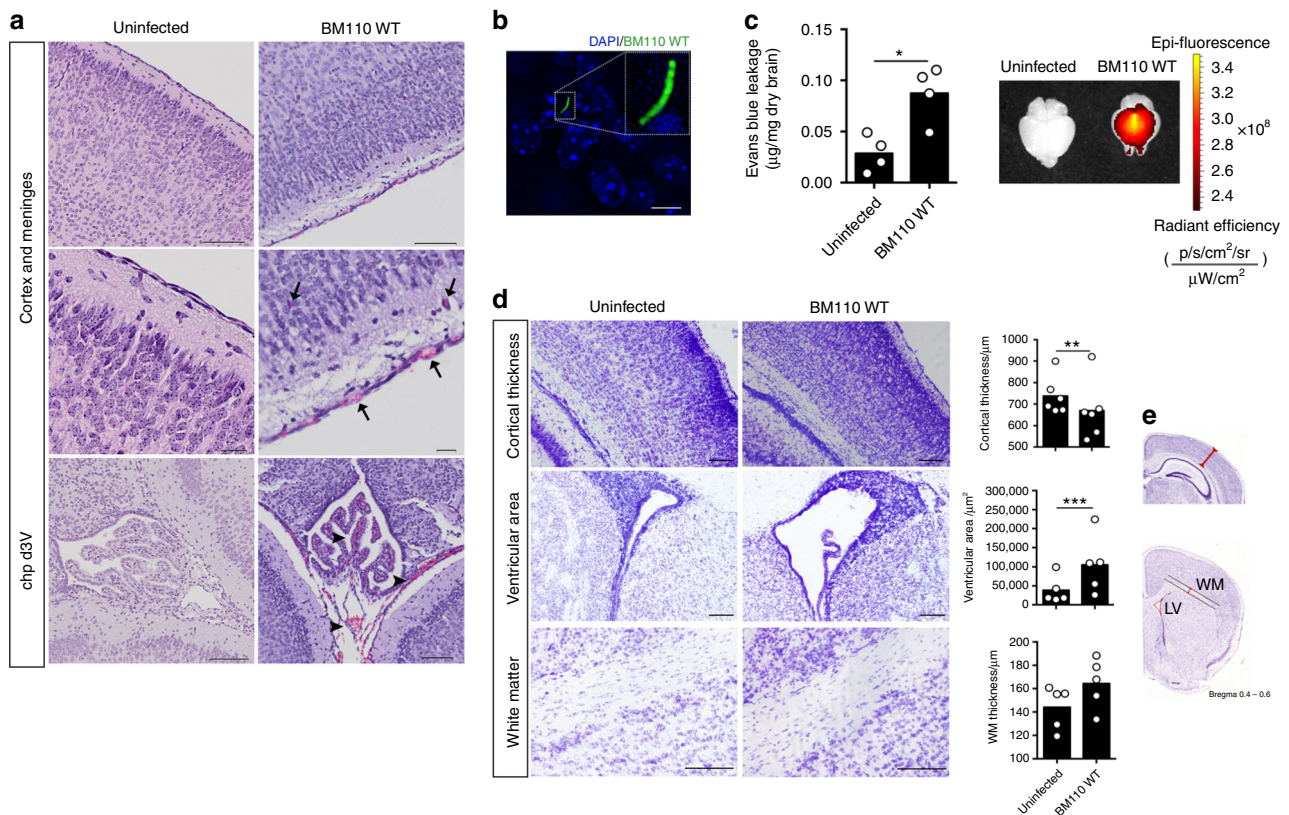 a
Uninfected
BM110 WT
Cortex and meninges
chp d3V
b
DAPI/BM110 WT
c
Evans blue leakage
(μg/mg dry brain)
0.15
0.10
0.05
0.00
*
Uninfected
BM110 WT
Uninfected
BM110 WT
Epi-fluorescence
3.4
3.2
3.0
2.8
2.6
2.4
×10⁸
Radiant efficiency
( p/s/cm²/sr )
μW/cm²
d
Uninfected
BM110 WT
Cortical thickness
Ventricular area
White matter
Cortical thickness/μm
1000
900
800
700
600
500
**
Ventricular area /μm²
300,000
250,000
200,000
150,000
100,000
50,000
0
***
WM thickness/μm
200
180
160
140
120
100
Uninfected
BM110 WT
e
WM
LV
Bregma 0.4 – 0.6